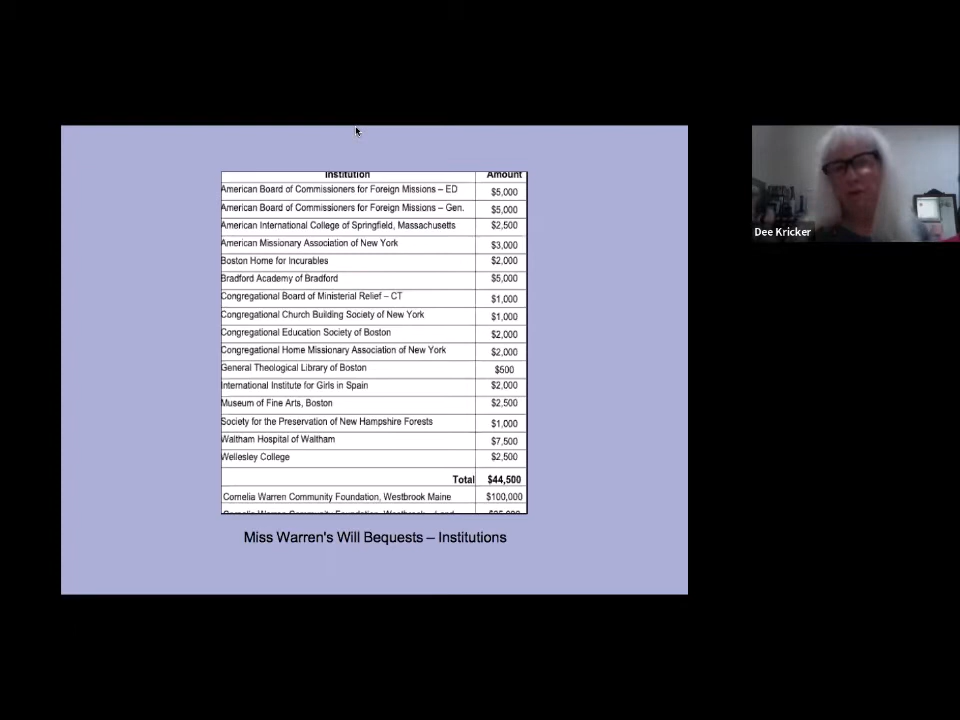 Institution Amount
American Board of Commissioners for Foreign Missions – ED $5,000
American Board of Commissioners for Foreign Missions – Gen. $5,000
American International College of Springfield, Massachusetts $2,500
American Missionary Association of New York $3,000
Boston Home for Incurables $2,000
Bradford Academy of Bradford $5,000
Congregational Board of Ministerial Relief – CT $1,000
Congregational Church Building Society of New York $1,000
Congregational Education Society of Boston $2,000
Congregational Home Missionary Association of New York $2,000
General Theological Library of Boston $500
International Institute for Girls in Spain $2,000
Museum of Fine Arts, Boston $2,500
Society for the Preservation of New Hampshire Forests $1,000
Waltham Hospital of Waltham $7,500
Wellesley College $2,500
Total $44,500
Cornelia Warren Community Foundation, Westbrook Maine $100,000
Cornelia Warren Community Foundation, Westbrook
Miss Warren's Will Bequests – Institutions
Dee Kricker